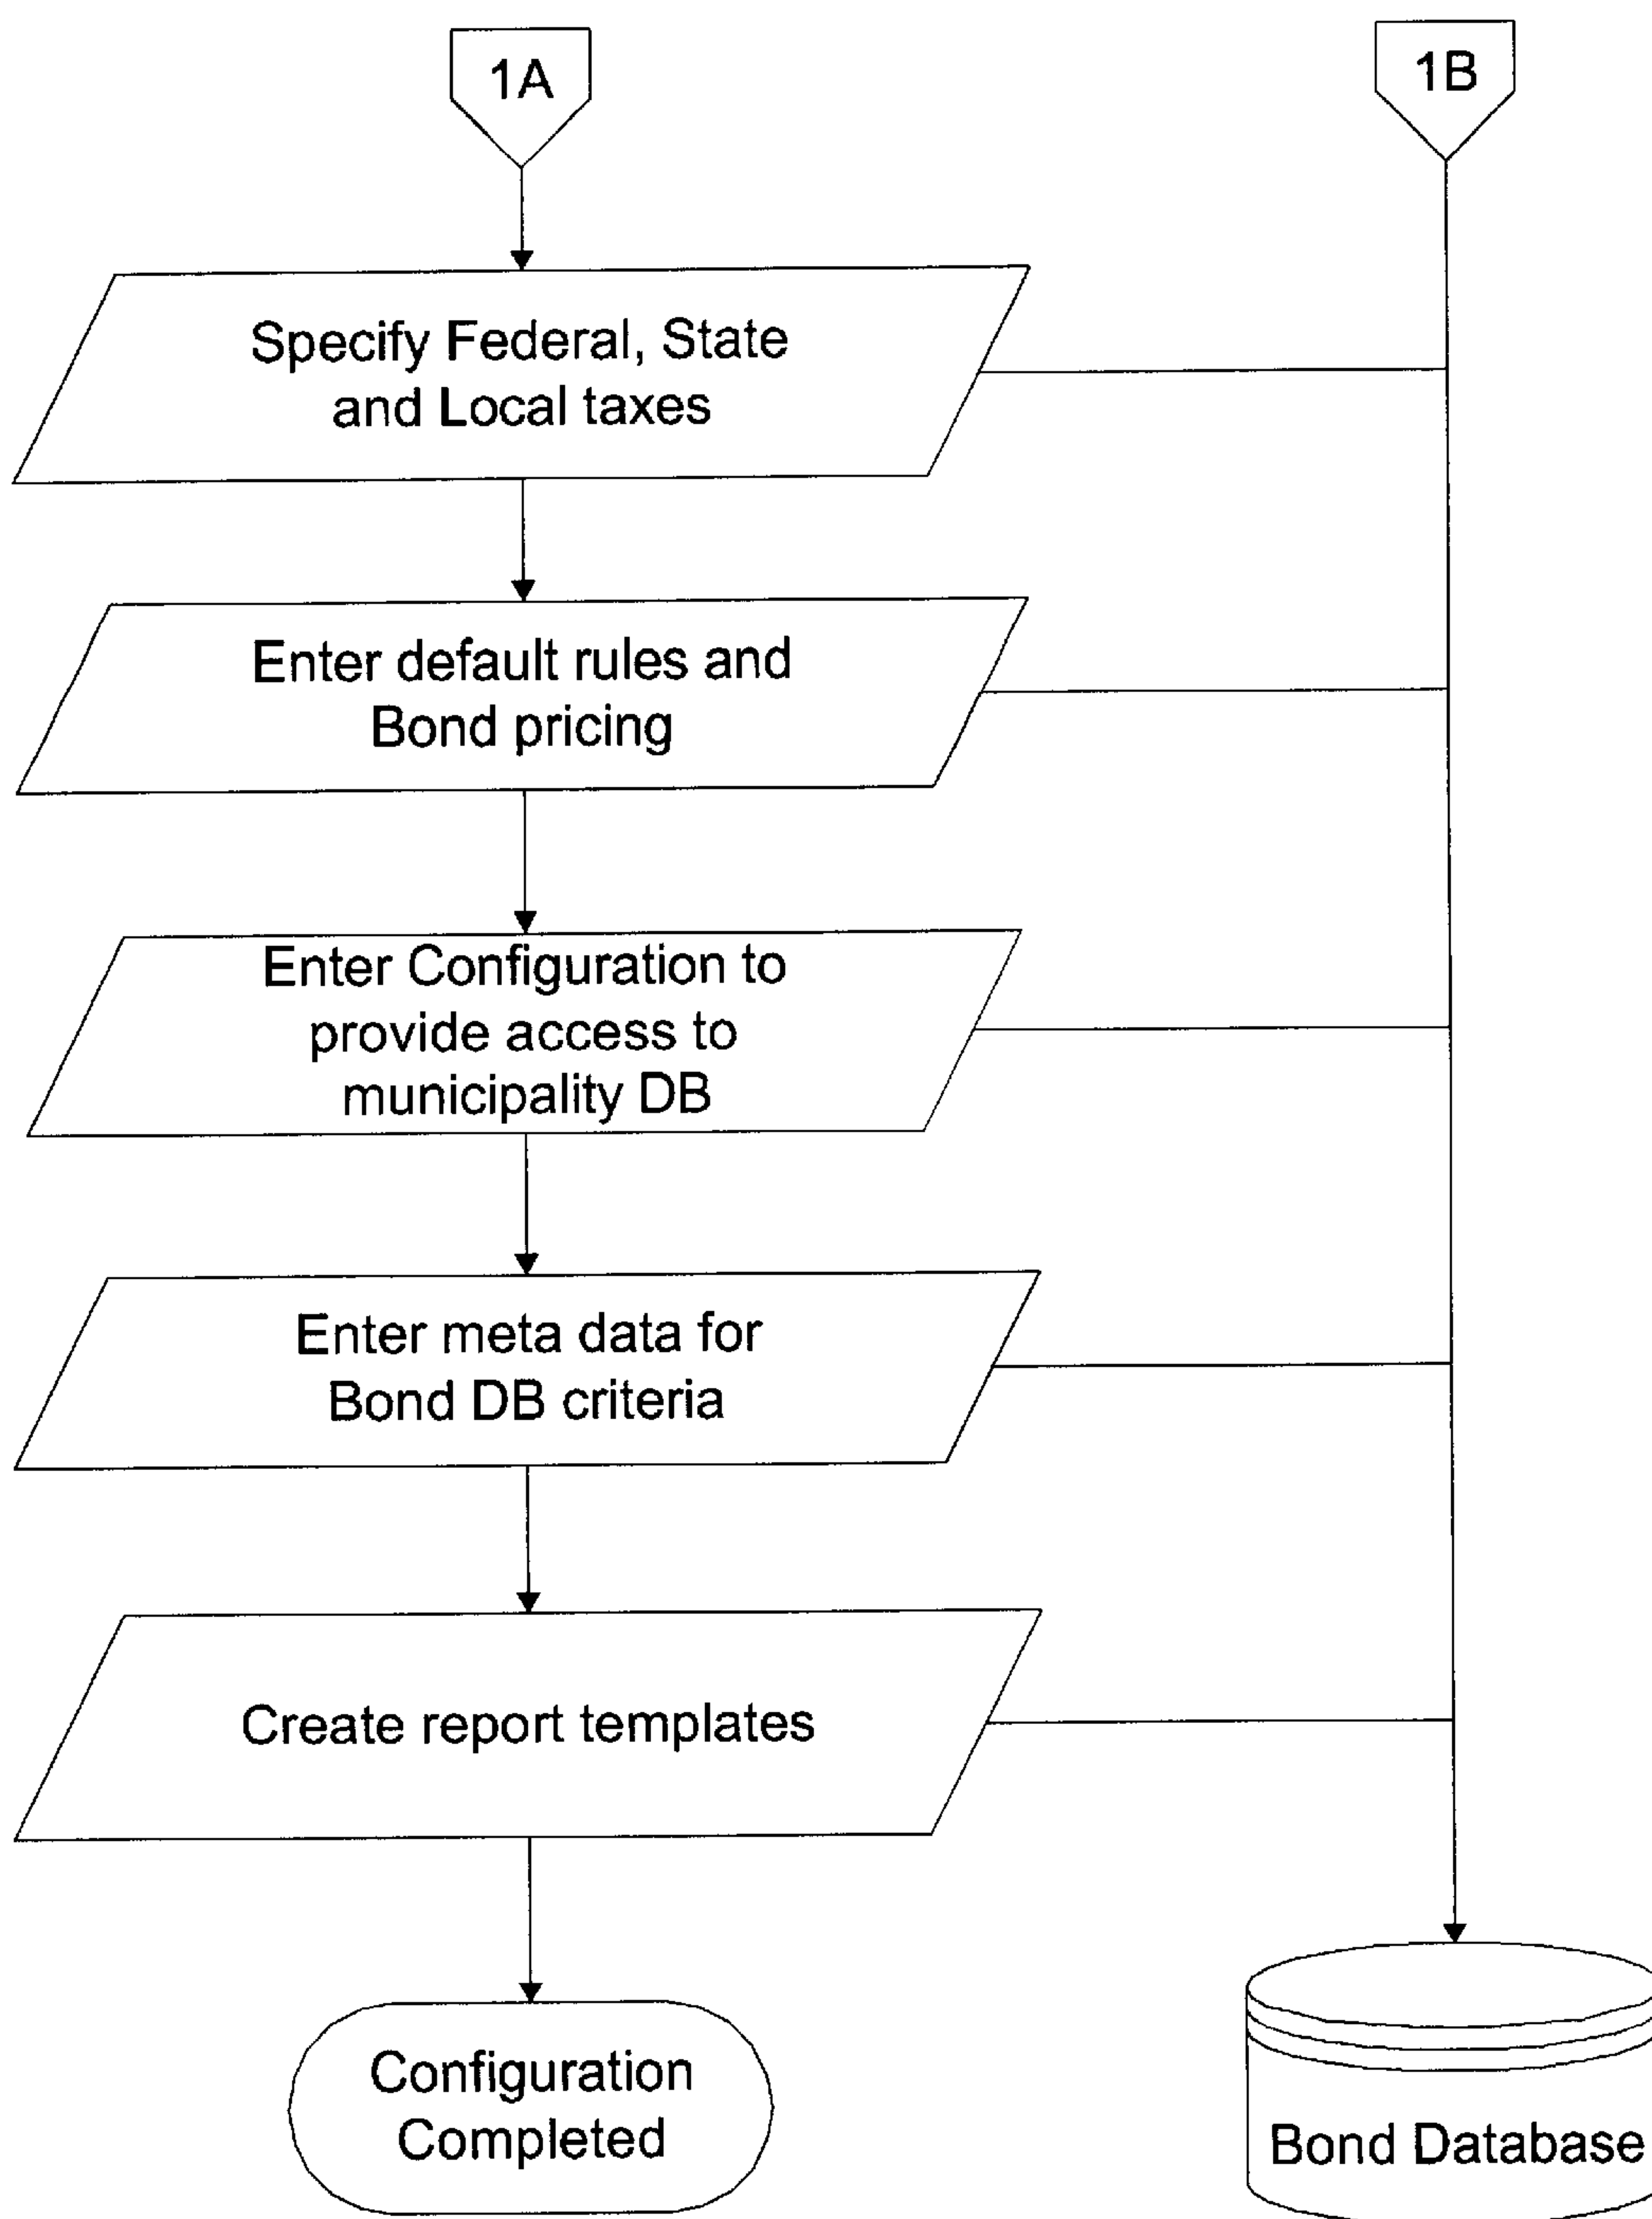 1A
1B
Specify Federal, State
and Local taxes
Enter default rules and
Bond pricing
Enter Configuration to
provide access to
municipality DB
Enter meta data for
Bond DB criteria
Create report templates
Configuration
Completed
Bond Database